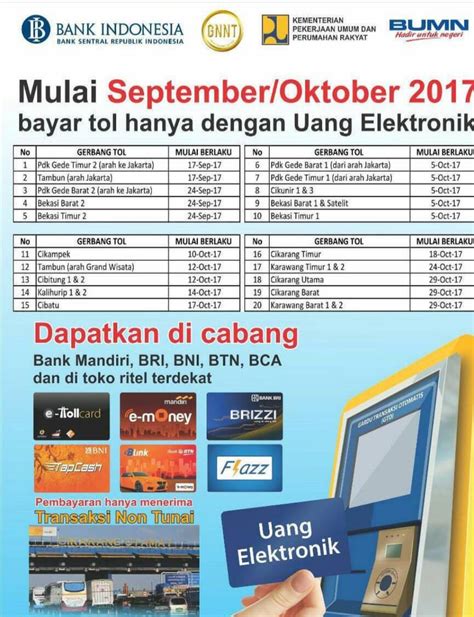 BANK INDONESIA
BANK SENTRAL REPUBLIK INDONESIA
GNNT
KEMENTERIAN
PEKERJAAN UMUM DAN
PERUMAHAN RAKYAT
BUMN
Hadir untuk negeri
Mulai September/Oktober 2017
bayar tol hanya dengan Uang Elektronik
No GERBANG TOL MULAI BERLAKU
1 Pdk Gede Timur 2 (arah ke Jakarta) 17-Sep-17
2 Tambun (arah Jakarta) 17-Sep-17
3 Pdk Gede Barat 2 (arah ke Jakarta) 24-Sep-17
4 Bekasi Barat 2 24-Sep-17
5 Bekasi Timur 2 24-Sep-17
No GERBANG TOL MULAI BERLAKU
6 Pdk Gede Barat 1 (dari arah Jakarta) 5-Oct-17
7 Pdk Gede Timur 1 (dari arah Jakarta) 5-Oct-17
8 Cikunir 1 & 3 5-Oct-17
9 Bekasi Barat 1 & Satelit 5-Oct-17
10 Bekasi Timur 1 5-Oct-17
No GERBANG TOL MULAI BERLAKU
11 Cikampek 10-Oct-17
12 Tambun (arah Grand Wisata) 12-Oct-17
13 Cibitung 1 & 2 12-Oct-17
14 Kalihurip 1 & 2 12-Oct-17
15 Cibatu 17-Oct-17
No GERBANG TOL MULAI BERLAKU
16 Cikarang Timur 18-Oct-17
17 Karawang Timur 1 & 2 24-Oct-17
18 Cikarang Utama 29-Oct-17
19 Cikarang Barat 29-Oct-17
20 Karawang Barat 1 & 2 29-Oct-17
Dapatkan di cabang
Bank Mandiri, BRI, BNI, BTN, BCA
dan di toko ritel terdekat
e-Tollcard
mandiri
e-money
BANK BRI
BRIZZI
BNI
TapCash
Blink
Flazz
Pembayaran hanya menerima
Transaksi Non Tunai
CIKARANG UTAMA
GARDU TRANSAKSI OTOMATIS
(GTO)
Uang
Elektronik